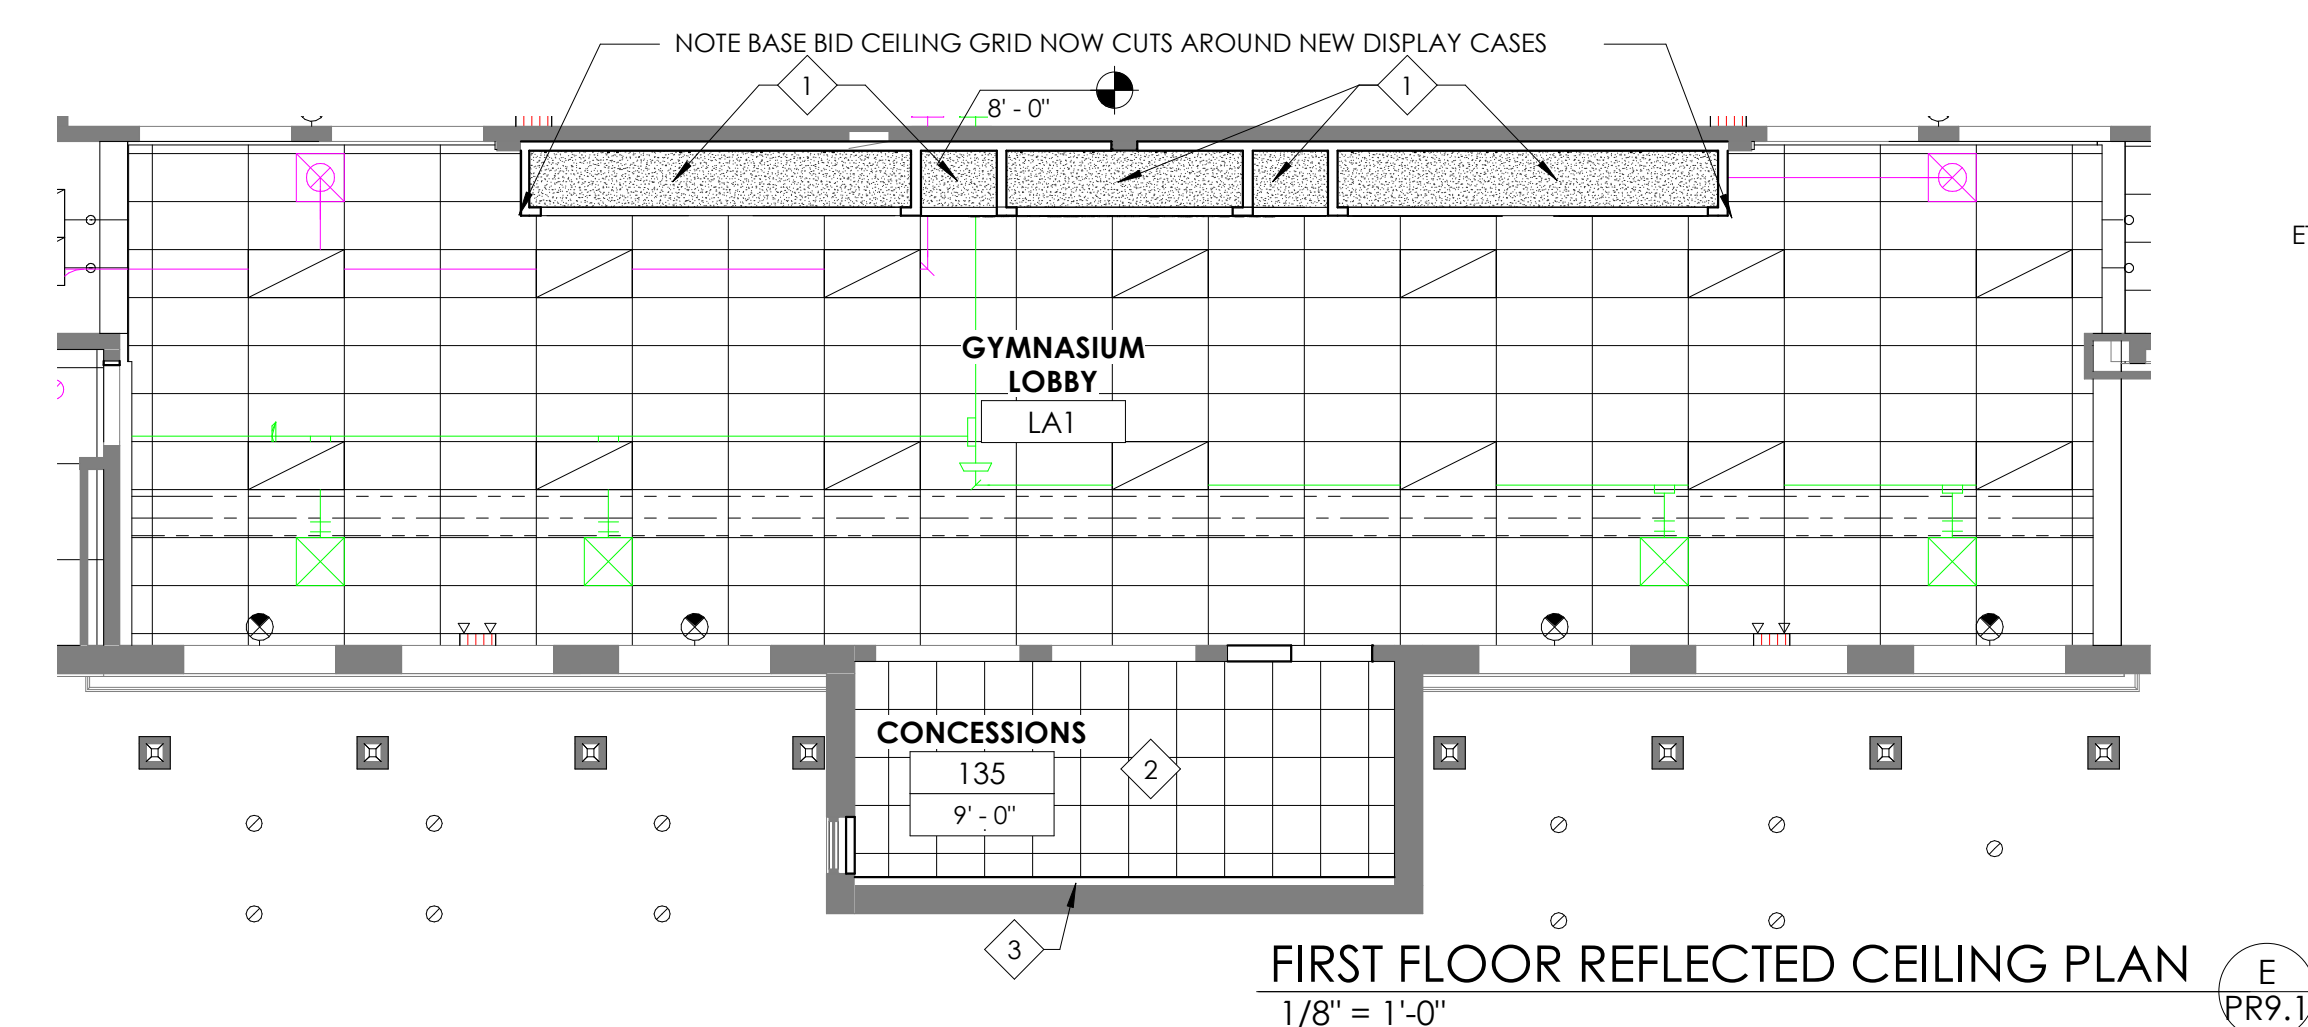 NOTE BASE BID CEILING GRID NOW CUTS AROUND NEW DISPLAY CASES
1
1
8' - 0"
GYMNASIUM
LOBBY
LA1
CONCESSIONS
135
9' - 0"
2
3
FIRST FLOOR REFLECTED CEILING PLAN
1/8" = 1'-0"
E
PR9.1